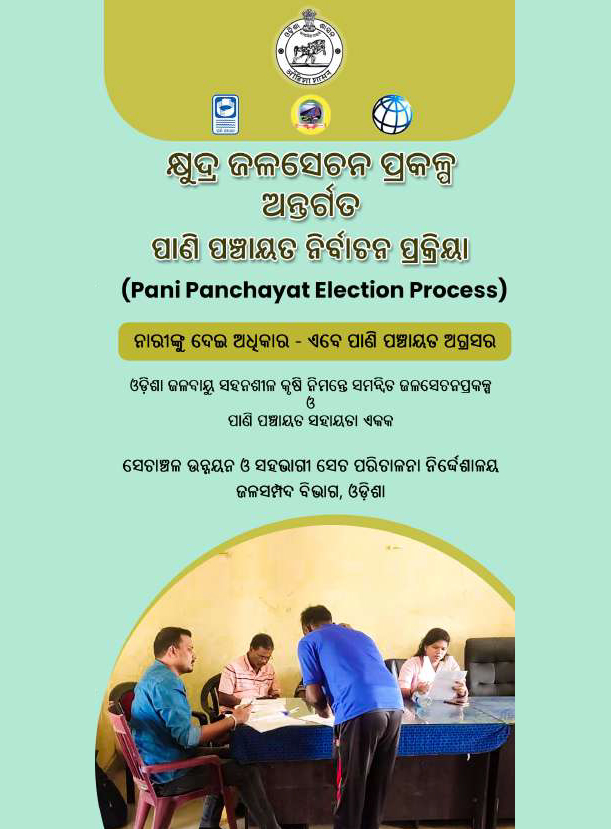 କ୍ଷୁଦ୍ର ଜଳସେଚନ ପ୍ରକଳ୍ପ
ଅନ୍ତର୍ଗତ
ପାଣି ପଞ୍ଚାୟତ ନିର୍ବାଚନ ପ୍ରକ୍ରିୟା
(Pani Panchayat Election Process)
ନାରୀଙ୍କୁ ଦେଇ ଅଧିକାର - ଏବେ ପାଣି ପଞ୍ଚାୟତ ଅଗ୍ରସର
ଓଡ଼ିଶା ଜଳବାୟୁ ସହନଶୀଳ କୃଷି ନିମନ୍ତେ ସମନ୍ୱିତ ଜଳସେଚନପ୍ରକଳ୍ପ
ଓ
ପାଣି ପଞ୍ଚାୟତ ସହାୟତା ଏକକ
ସେଚାଞ୍ଚଳ ଉନ୍ନୟନ ଓ ସହଭାଗୀ ସେଚ ପରିଚାଳନା ନିର୍ଦ୍ଦେଶାଳୟ
ଜଳସମ୍ପଦ ବିଭାଗ, ଓଡ଼ିଶା